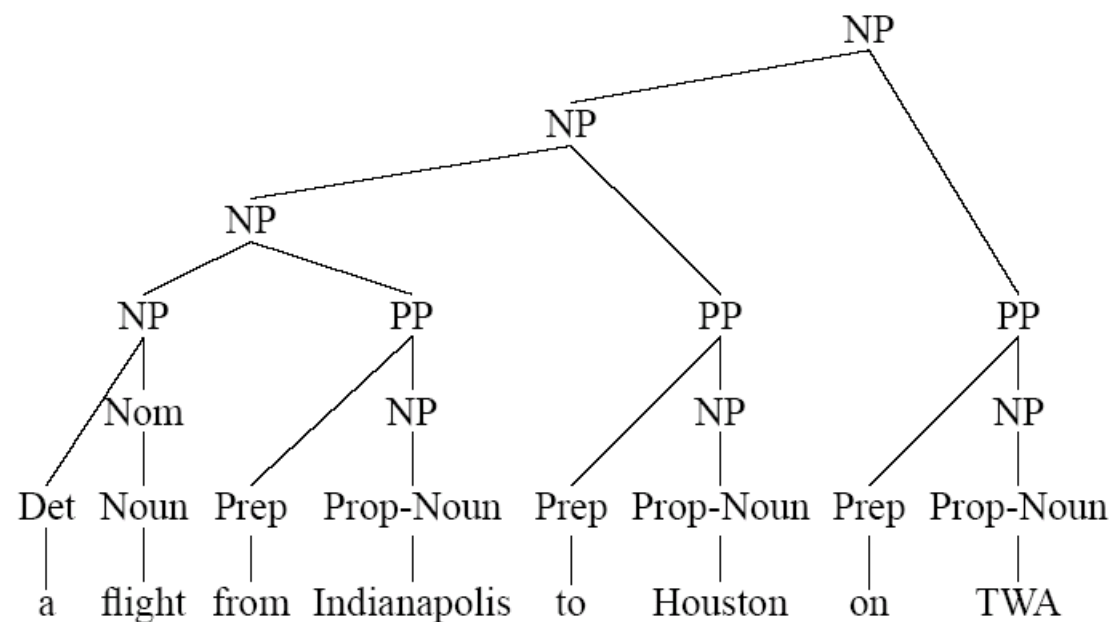 NP
NP
NP
NP PP PP PP
Nom NP NP NP
Det Noun Prep Prop-Noun Prep Prop-Noun Prep Prop-Noun
a flight from Indianapolis to Houston on TWA